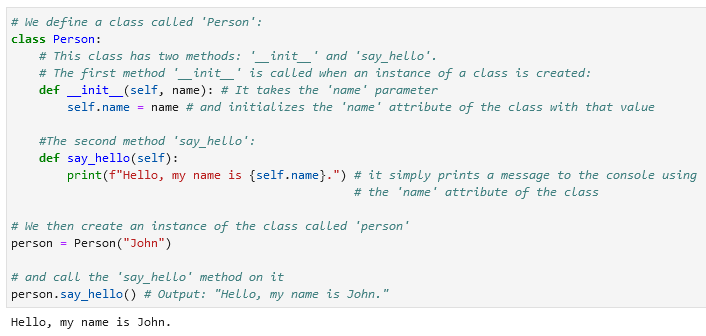 # We define a class called 'Person':
class Person:
    # This class has two methods: '__init__' and 'say_hello'.
    # The first method '__init__' is called when an instance of a class is created:
    def __init__(self, name): # It takes the 'name' parameter
        self.name = name # and initializes the 'name' attribute of the class with that value

    #The second method 'say_hello':
    def say_hello(self):
        print(f"Hello, my name is {self.name}.") # it simply prints a message to the console using
                                                 # the 'name' attribute of the class

# We then create an instance of the class called 'person'
person = Person("John")

# and call the 'say_hello' method on it
person.say_hello() # Output: "Hello, my name is John."
Hello, my name is John.